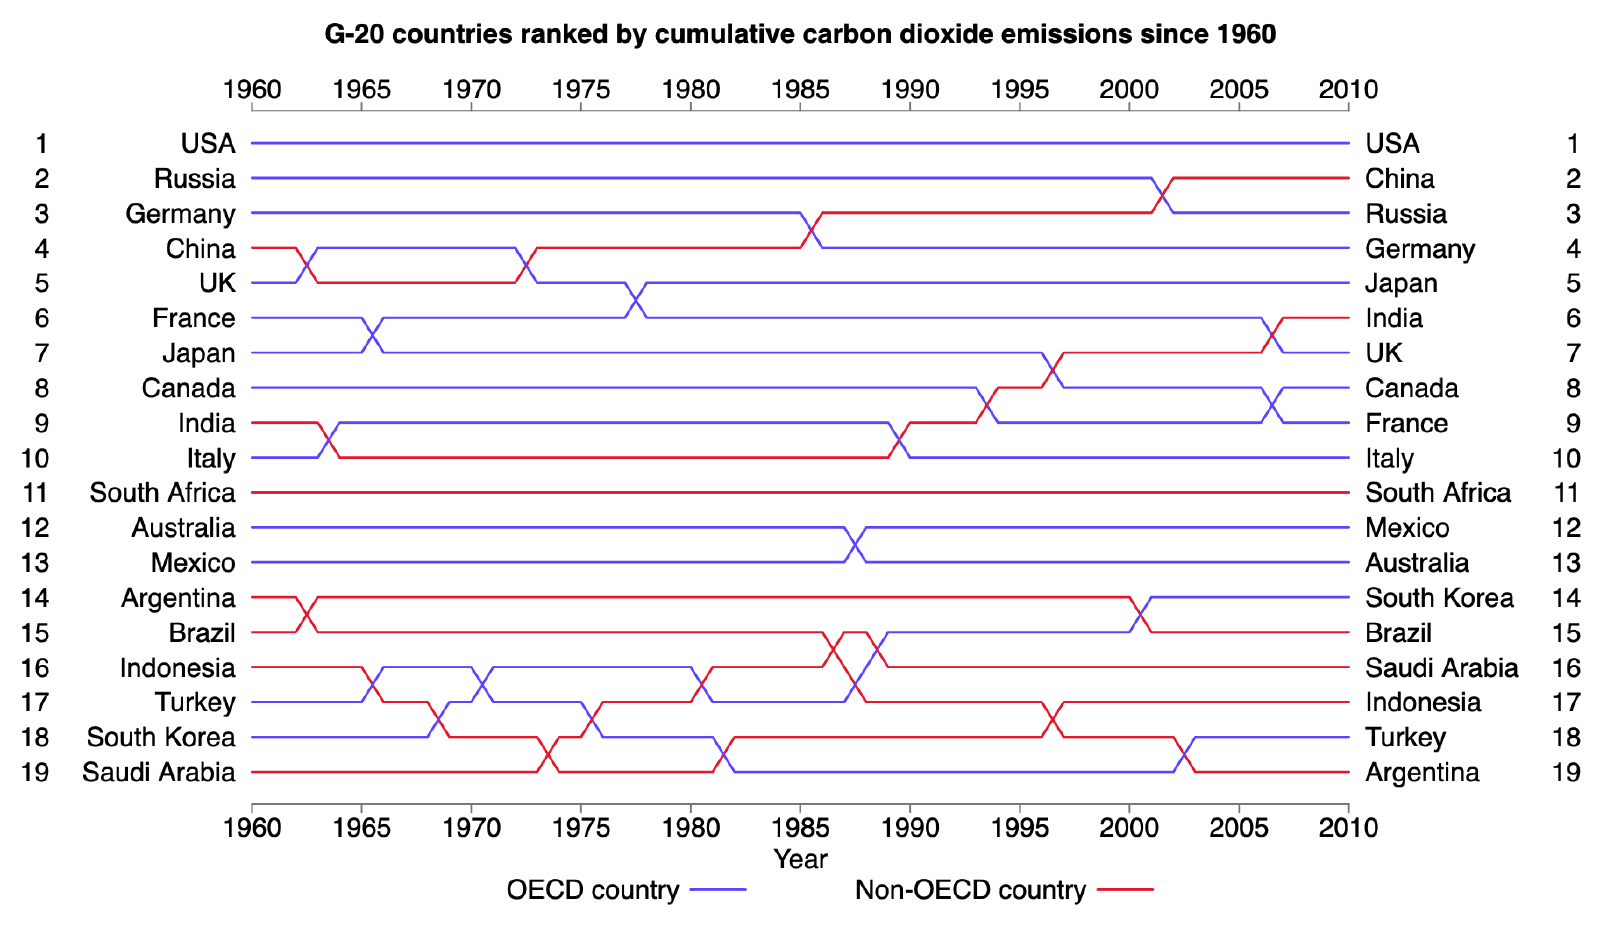 G-20 countries ranked by cumulative carbon dioxide emissions since 1960
1960 1965 1970 1975 1980 1985 1990 1995 2000 2005 2010
1 USA USA 1
2 Russia China 2
3 Germany Russia 3
4 China Germany 4
5 UK Japan 5
6 France India 6
7 Japan UK 7
8 Canada Canada 8
9 India France 9
10 Italy Italy 10
11 South Africa South Africa 11
12 Australia Mexico 12
13 Mexico Australia 13
14 Argentina South Korea 14
15 Brazil Brazil 15
16 Indonesia Saudi Arabia 16
17 Turkey Indonesia 17
18 South Korea Turkey 18
19 Saudi Arabia Argentina 19
1960 1965 1970 1975 1980 1985 1990 1995 2000 2005 2010
Year
OECD country Non-OECD country